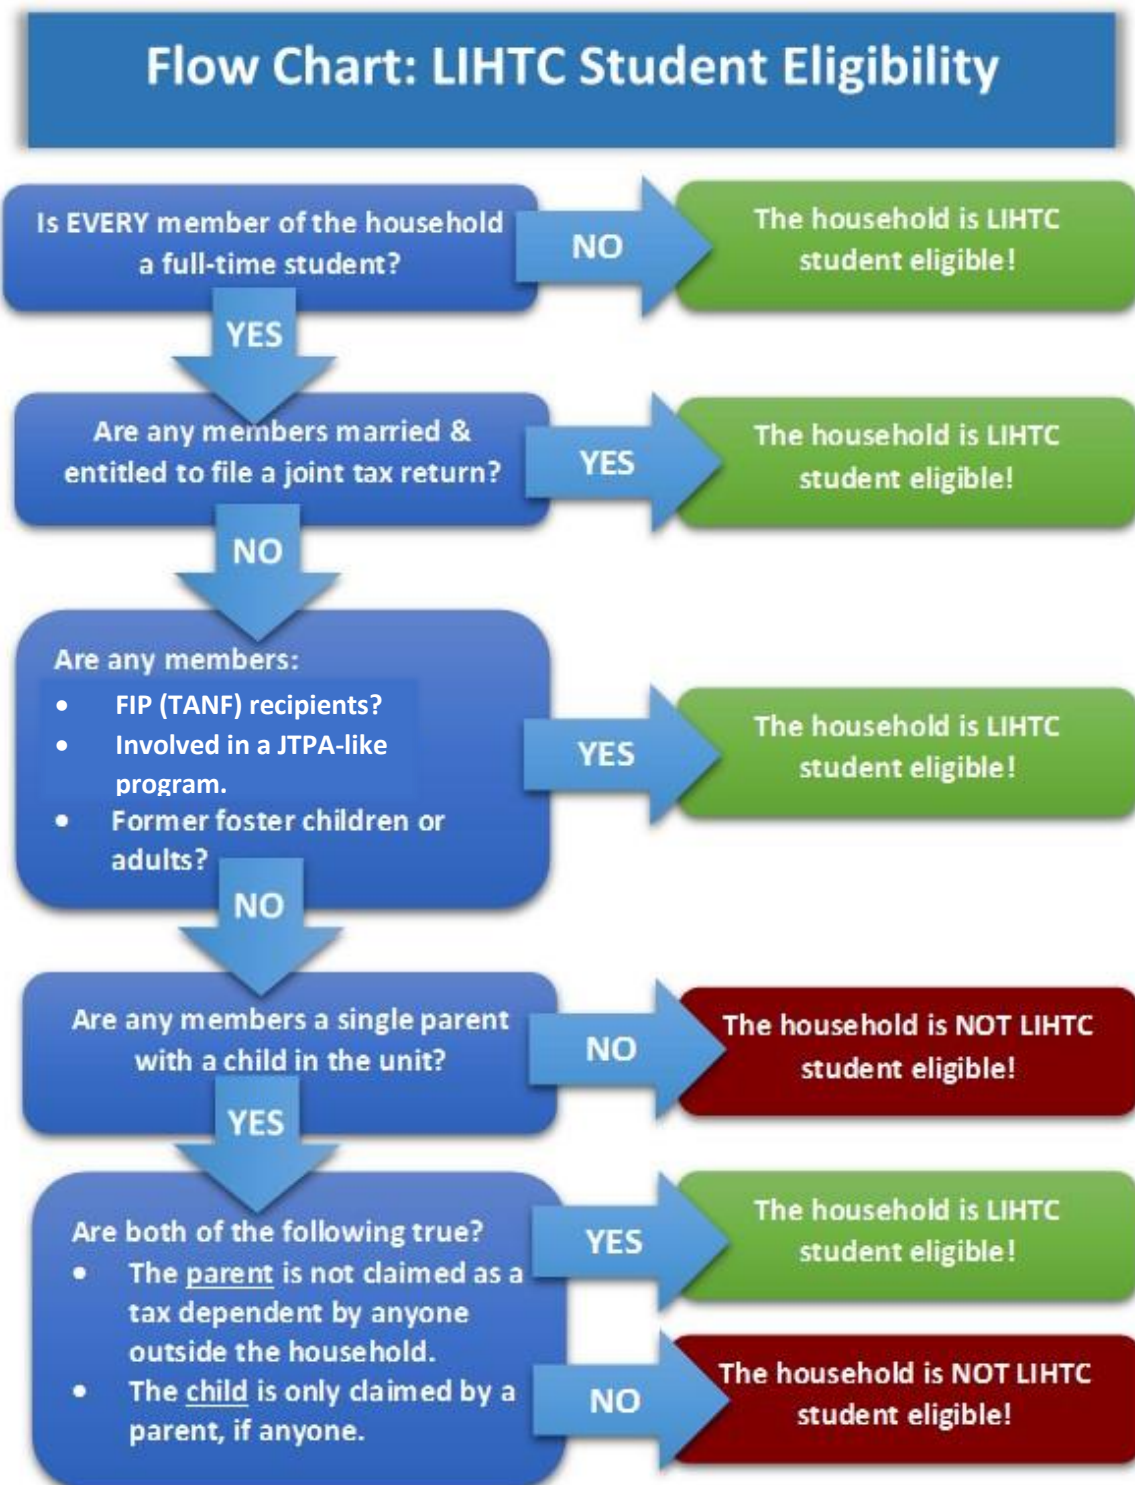 Flow Chart: LIHTC Student Eligibility
Is EVERY member of the household
a full-time student?
NO
The household is LIHTC
student eligible!
YES
Are any members married &
entitled to file a joint tax return?
YES
The household is LIHTC
student eligible!
NO
Are any members:
• FIP (TANF) recipients?
• Involved in a JTPA-like
program.
• Former foster children or
adults?
YES
The household is LIHTC
student eligible!
NO
Are any members a single parent
with a child in the unit?
NO
The household is NOT LIHTC
student eligible!
YES
Are both of the following true?
• The parent is not claimed as a
tax dependent by anyone
outside the household.
• The child is only claimed by a
parent, if anyone.
YES
The household is LIHTC
student eligible!
NO
The household is NOT LIHTC
student eligible!